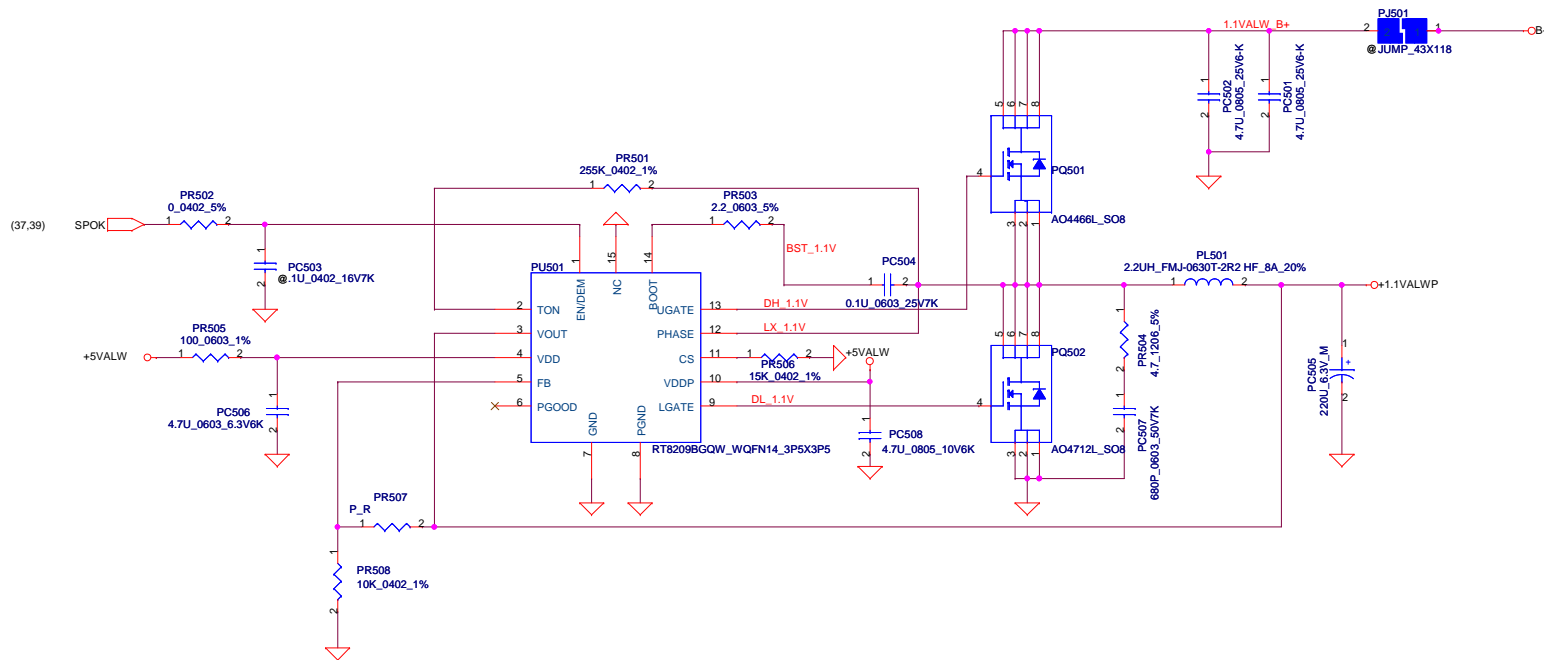 PJ501
1.1VALW_B+
2
1
B
@JUMP_43X118
1
2
PC502
4.7U_0805_25V6-K
1
2
PC501
4.7U_0805_25V6-K
5
6
7
8
4
PQ501
3
2
1
AO4466L_SO8
PR501
255K_0402_1%
1
2
PR502
0_0402_5%
PR503
2.2_0603_5%
(37,39)
SPOK
1
2
1
2
BST_1.1V
1
2
PC503
@.1U_0402_16V7K
PU501
1
15
14
EN/DEM
NC
BOOT
PC504
1
2
0.1U_0603_25V7K
PL501
2.2UH_FMJ-0630T-2R2 HF_8A_20%
1
2
+1.1VALWP
2
TON
UGATE
13
DH_1.1V
3
VOUT
PHASE
12
LX_1.1V
PR505
100_0603_1%
+5VALW
1
2
4
VDD
CS
11
1
2
+5VALW
PR506
15K_0402_1%
5
FB
VDDP
10
6
PGOOD
LGATE
9
DL_1.1V
GND
PGND
7
8
RT8209BGQW_WQFN14_3P5X3P5
1
2
PC506
4.7U_0603_6.3V6K
1
2
PC508
4.7U_0805_10V6K
5
6
7
8
4
PQ502
3
2
1
AO4712L_SO8
1
2
PR504
4.7_1206_5%
1
2
PC507
680P_0603_50V7K
1
+
2
PC505
220U_6.3V_M
PR507
P_R
1
2
1
2
PR508
10K_0402_1%